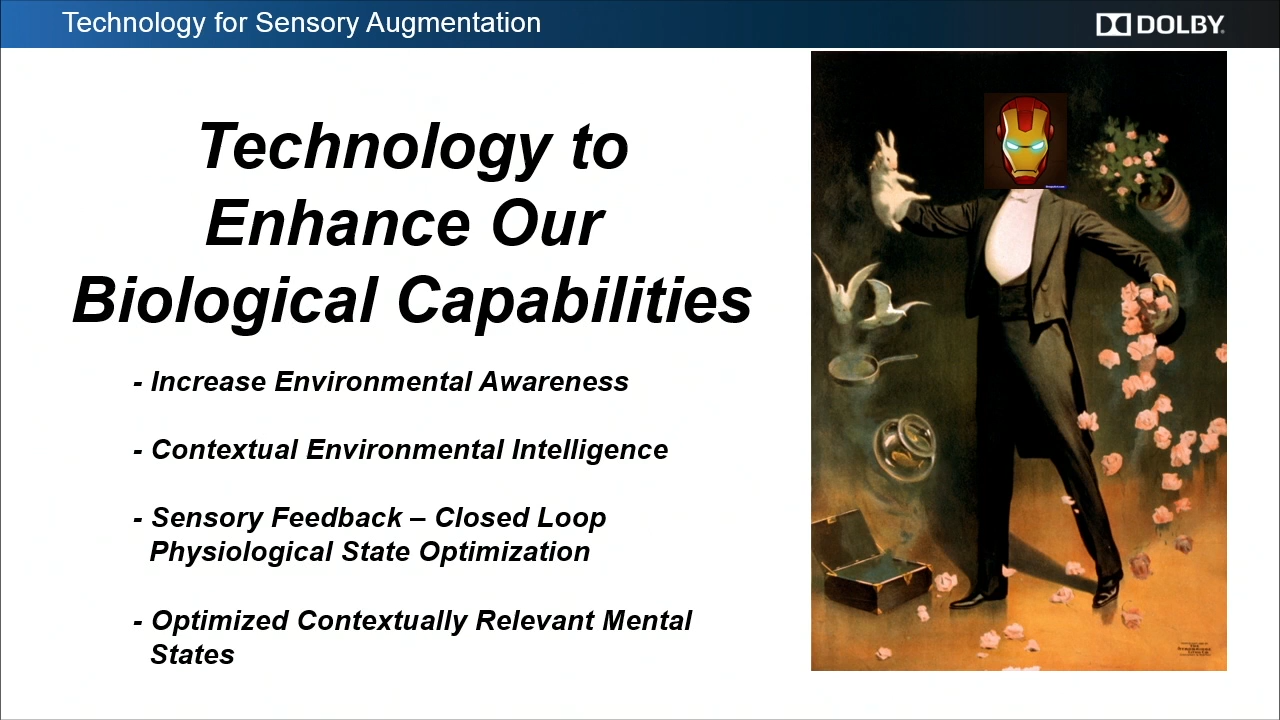 Technology for Sensory Augmentation
DOLBY
Technology to
Enhance Our
Biological Capabilities
- Increase Environmental Awareness
- Contextual Environmental Intelligence
- Sensory Feedback – Closed Loop
Physiological State Optimization
- Optimized Contextually Relevant Mental
States